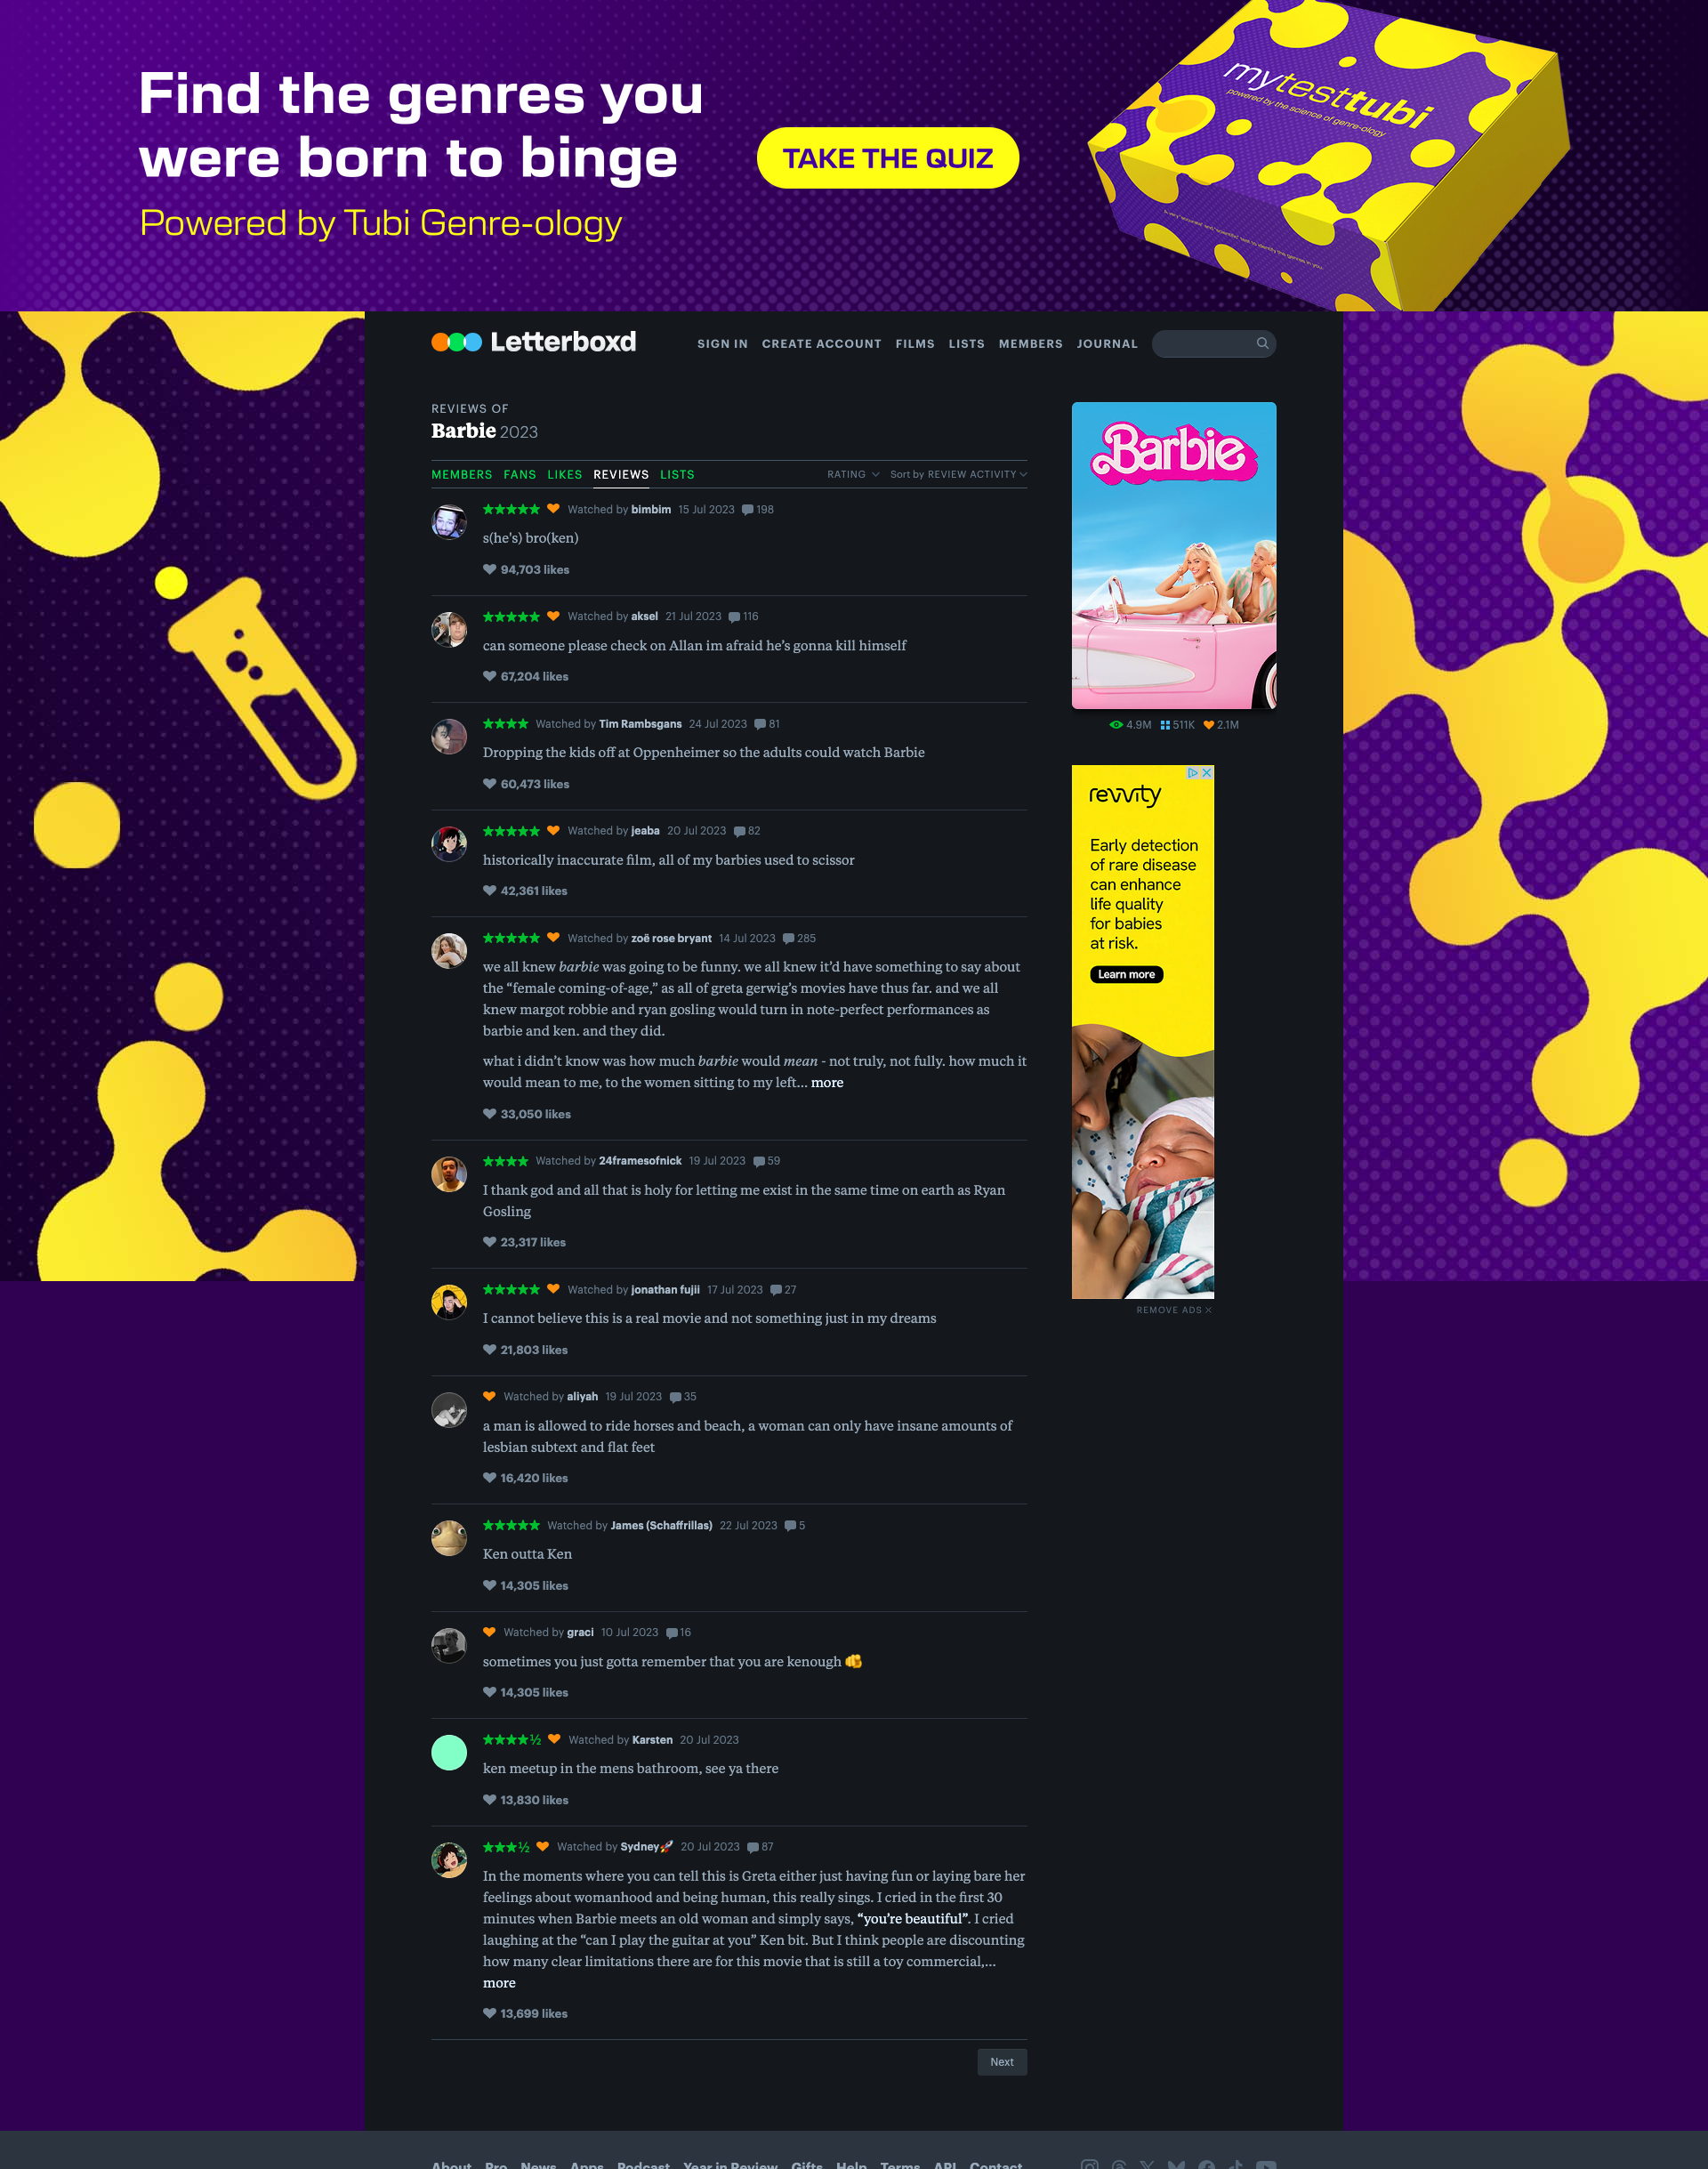 Find the genres you
were born to binge
Powered by Tubi Genre-ology
TAKE THE QUIZ
mytesttubi
powered by the science of genre-ology
Letterboxd
SIGN IN CREATE ACCOUNT FILMS LISTS MEMBERS JOURNAL
REVIEWS OF
Barbie 2023
MEMBERS FANS LIKES REVIEWS LISTS RATING Sort by REVIEW ACTIVITY
★★★★★ Watched by bimbim 15 Jul 2023 198
s(he's) bro(ken)
94,703 likes
★★★★★ Watched by aksel 21 Jul 2023 116
can someone please check on Allan im afraid he’s gonna kill himself
67,204 likes
★★★★ Watched by Tim Rambsgans 24 Jul 2023 81
Dropping the kids off at Oppenheimer so the adults could watch Barbie
60,473 likes
★★★★★ Watched by jeaba 20 Jul 2023 82
historically inaccurate film, all of my barbies used to scissor
42,361 likes
★★★★★ Watched by zoë rose bryant 14 Jul 2023 285
we all knew barbie was going to be funny. we all knew it’d have something to say about
the “female coming-of-age,” as all of greta gerwig’s movies have thus far. and we all
knew margot robbie and ryan gosling would turn in note-perfect performances as
barbie and ken. and they did.
what i didn’t know was how much barbie would mean - not truly, not fully. how much it
would mean to me, to the women sitting to my left… more
33,050 likes
★★★★ Watched by 24framesofnick 19 Jul 2023 59
I thank god and all that is holy for letting me exist in the same time on earth as Ryan
Gosling
23,317 likes
★★★★★ Watched by jonathan fujii 17 Jul 2023 27
I cannot believe this is a real movie and not something just in my dreams
21,803 likes
Watched by aliyah 19 Jul 2023 35
a man is allowed to ride horses and beach, a woman can only have insane amounts of
lesbian subtext and flat feet
16,420 likes
★★★★★ Watched by James (Schaffrillas) 22 Jul 2023 5
Ken outta Ken
14,305 likes
Watched by graci 10 Jul 2023 16
sometimes you just gotta remember that you are kenough 🫵
14,305 likes
★★★★½ Watched by Karsten 20 Jul 2023
ken meetup in the mens bathroom, see ya there
13,830 likes
★★★½ Watched by Sydney🚀 20 Jul 2023 87
In the moments where you can tell this is Greta either just having fun or laying bare her
feelings about womanhood and being human, this really sings. I cried in the first 30
minutes when Barbie meets an old woman and simply says, “you’re beautiful”. I cried
laughing at the “can I play the guitar at you” Ken bit. But I think people are discounting
how many clear limitations there are for this movie that is still a toy commercial,…
more
13,699 likes
Next
Barbie
4.9M 511K 2.1M
revvity
Early detection
of rare disease
can enhance
life quality
for babies
at risk.
Learn more
REMOVE ADS
About Pro News Apps Podcast Year in Review Gifts Help Terms API Contact